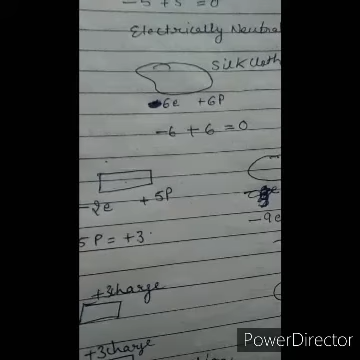 -5 + 5 = 0
Electrically Neutral
Silk Cloth
-6e +6P
-6 + 6 = 0
-2e +5P
-9e
5P = +3
+3charge
+3charge
PowerDirector